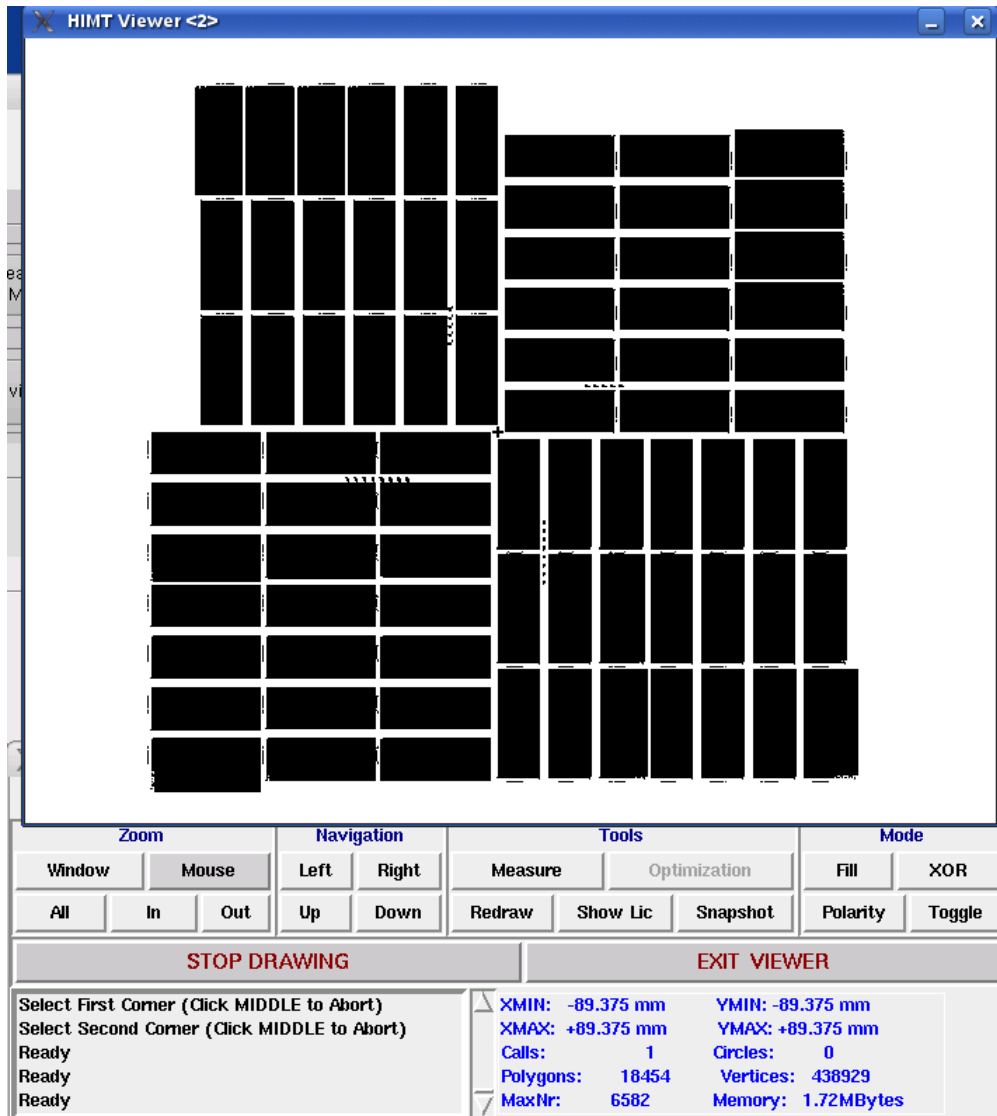 HIMT Viewer <2>
ea
M
vi
Zoom Navigation Tools Mode
Window Mouse Left Right Measure Optimization Fill XOR
All In Out Up Down Redraw Show Lic Snapshot Polarity Toggle
STOP DRAWING EXIT VIEWER
Select First Corner (Click MIDDLE to Abort)
Select Second Corner (Click MIDDLE to Abort)
Ready
Ready
Ready
XMIN: -89.375 mm YMIN: -89.375 mm
XMAX: +89.375 mm YMAX: +89.375 mm
Calls: 1 Circles: 0
Polygons: 18454 Vertices: 438929
MaxNr: 6582 Memory: 1.72MBytes